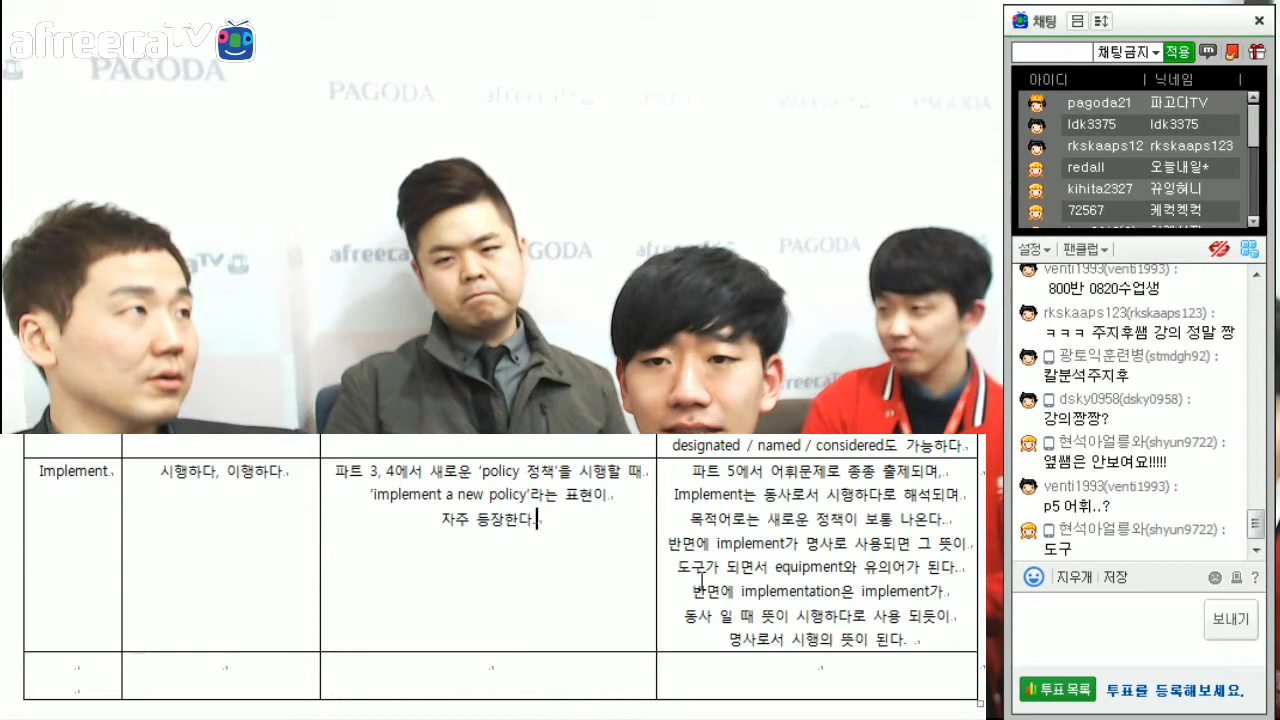 afreecaTV
PAGODA
PAGODA
PAGODA
afreeca
TV
PAGODA
PAGODA
afreeca
designated / named / considered도 가능하다.
Implement.
시행하다, 이행하다.
파트 3, 4에서 새로운 ‘policy 정책’을 시행할 때
‘implement a new policy’라는 표현이
자주 등장한다.
파트 5에서 어휘문제로 종종 출제되며,
Implement는 동사로서 시행하다로 해석되며
목적어로는 새로운 정책이 보통 나온다.
반면에 implement가 명사로 사용되면 그 뜻이
도구가 되면서 equipment와 유의어가 된다.
반면에 implementation은 implement가
동사 일 때 뜻이 시행하다로 사용 되듯이
명사로서 시행의 뜻이 된다.
채팅
채팅금지
적용
아이디 | 닉네임 |
pagoda21 파고다TV
ldk3375 ldk3375
rkskaaps12 rkskaaps123
redall 오늘내일*
kihita2327 뀨잉혀니
72567 케컥켁컥
설정 팬클럽
venti1993(venti1993) :
800반 0820수업생
rkskaaps123(rkskaaps123) :
ㅋㅋㅋ 주지후쌤 강의 정말 짱
광토익훈련병(stmdgh92) :
칼분석주지후
dsky0958(dsky0958) :
강의짱짱?
현석아얼릉와(shyun9722) :
옆쌤은 안보여요!!!!!
venti1993(venti1993) :
p5 어휘..?
현석아얼릉와(shyun9722) :
도구
지우개 저장
?
보내기
투표 목록
투표를 등록해보세요.